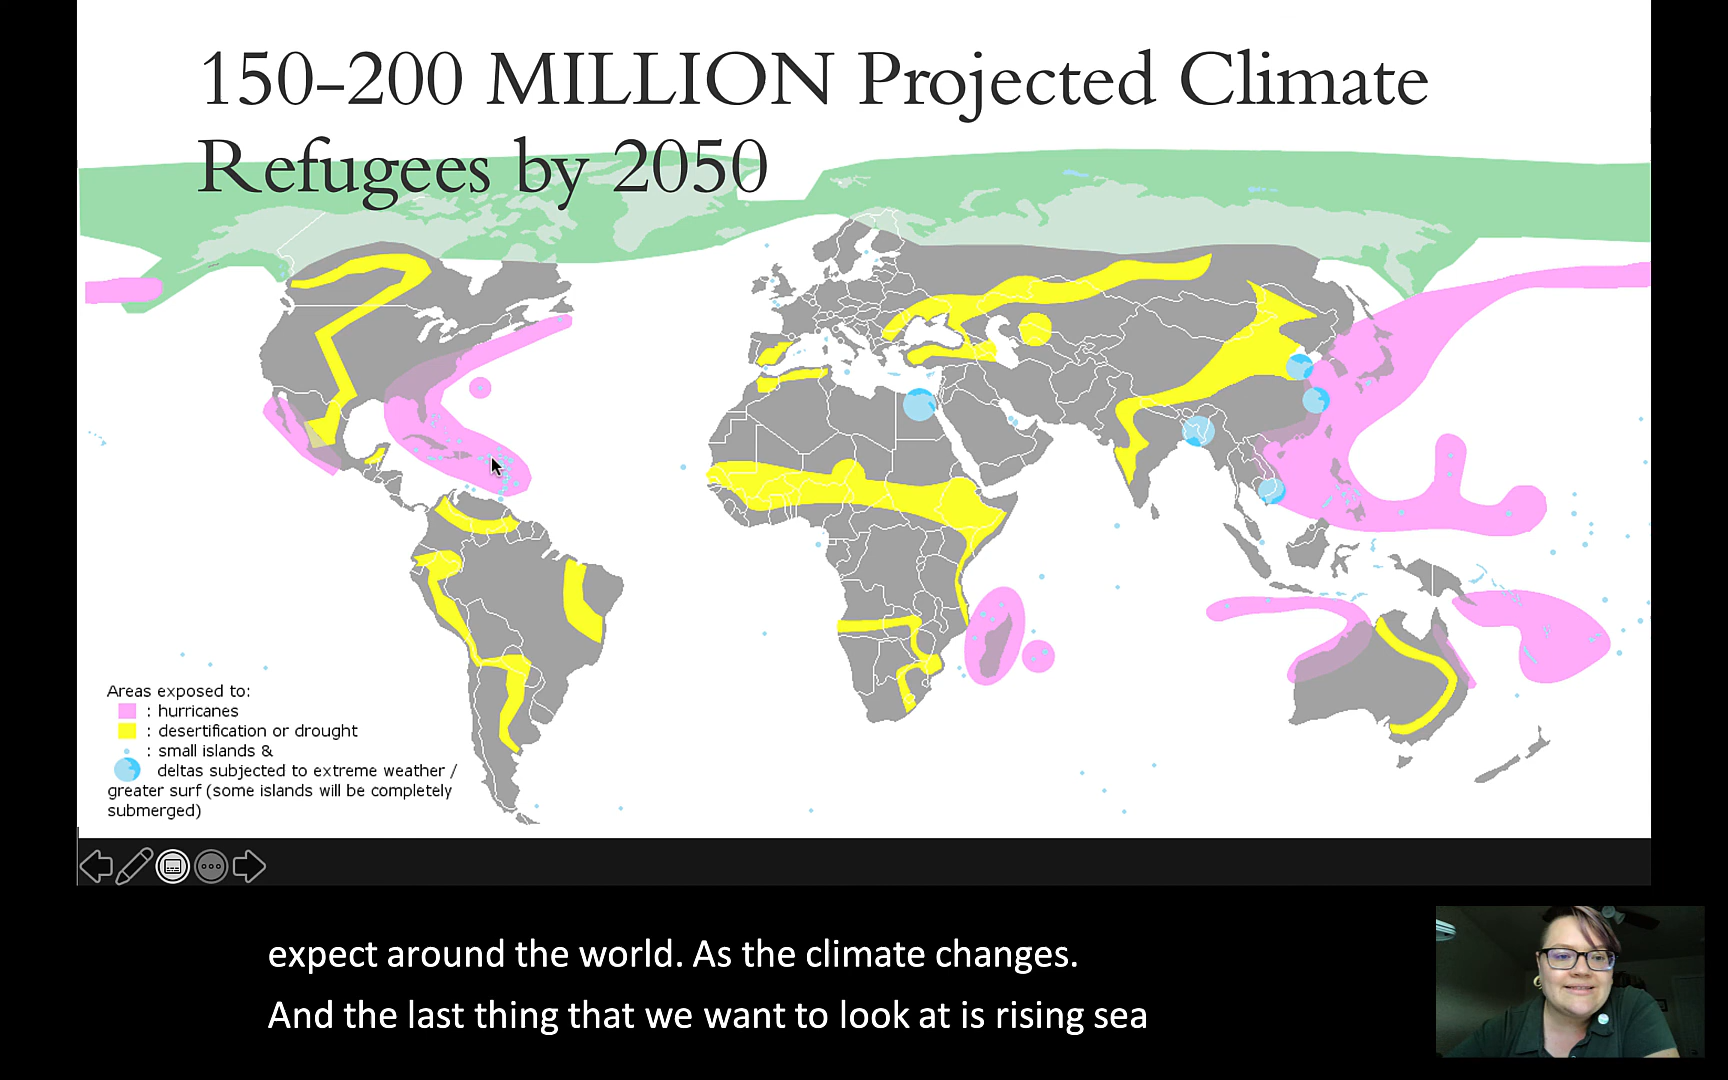 150-200 MILLION Projected Climate
Refugees by 2050
Areas exposed to:
: hurricanes
: desertification or drought
: small islands &
deltas subjected to extreme weather /
greater surf (some islands will be completely
submerged)
expect around the world. As the climate changes.
And the last thing that we want to look at is rising sea